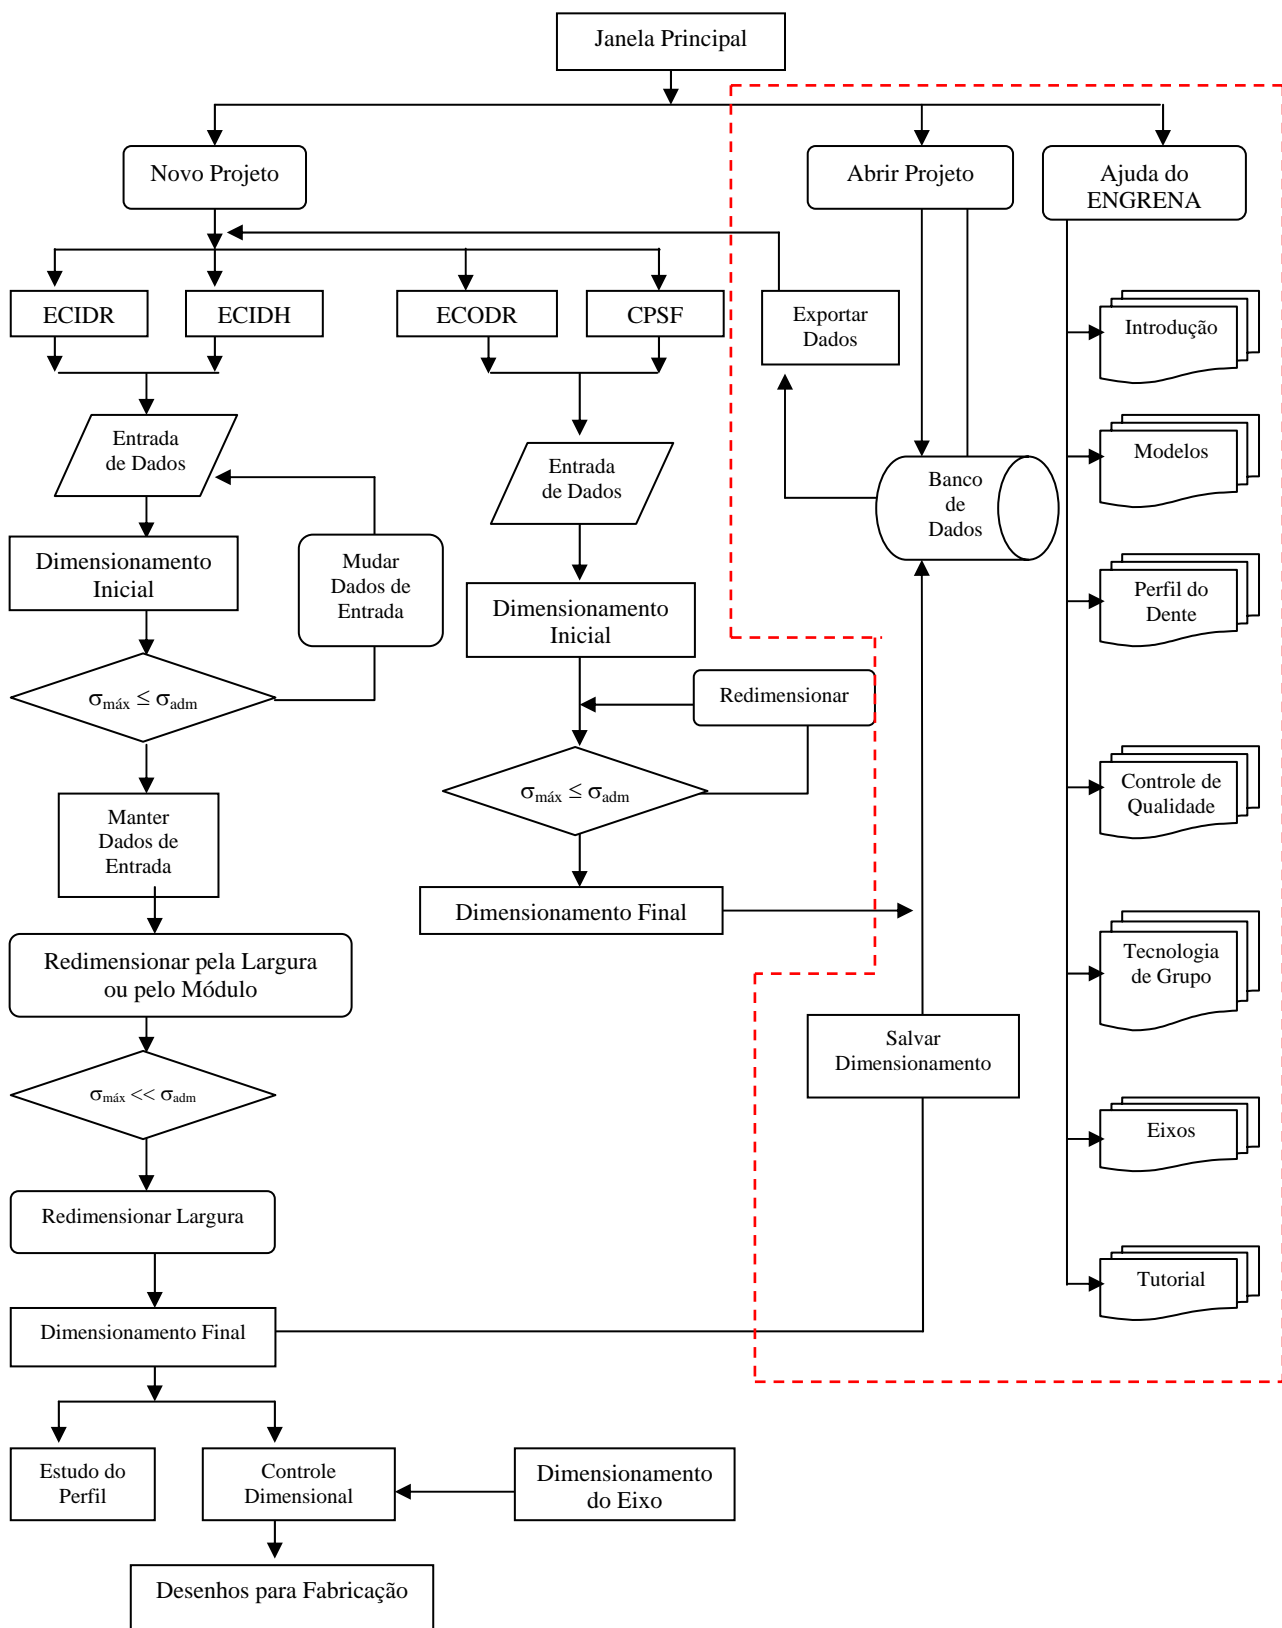 Janela Principal
Novo Projeto
Abrir Projeto
Ajuda do
ENGRENA
ECIDR
ECIDH
ECODR
CPSF
Exportar
Dados
Introdução
Entrada
de Dados
Entrada
de Dados
Banco
de
Dados
Modelos
Dimensionamento
Inicial
Mudar
Dados de
Entrada
Dimensionamento
Inicial
Perfil do
Dente
σmáx ≤ σadm
Redimensionar
σmáx ≤ σadm
Controle de
Qualidade
Manter
Dados de
Entrada
Dimensionamento Final
Redimensionar pela Largura
ou pelo Módulo
Tecnologia
de Grupo
Salvar
Dimensionamento
σmáx << σadm
Eixos
Redimensionar Largura
Tutorial
Dimensionamento Final
Estudo do
Perfil
Controle
Dimensional
Dimensionamento
do Eixo
Desenhos para Fabricação